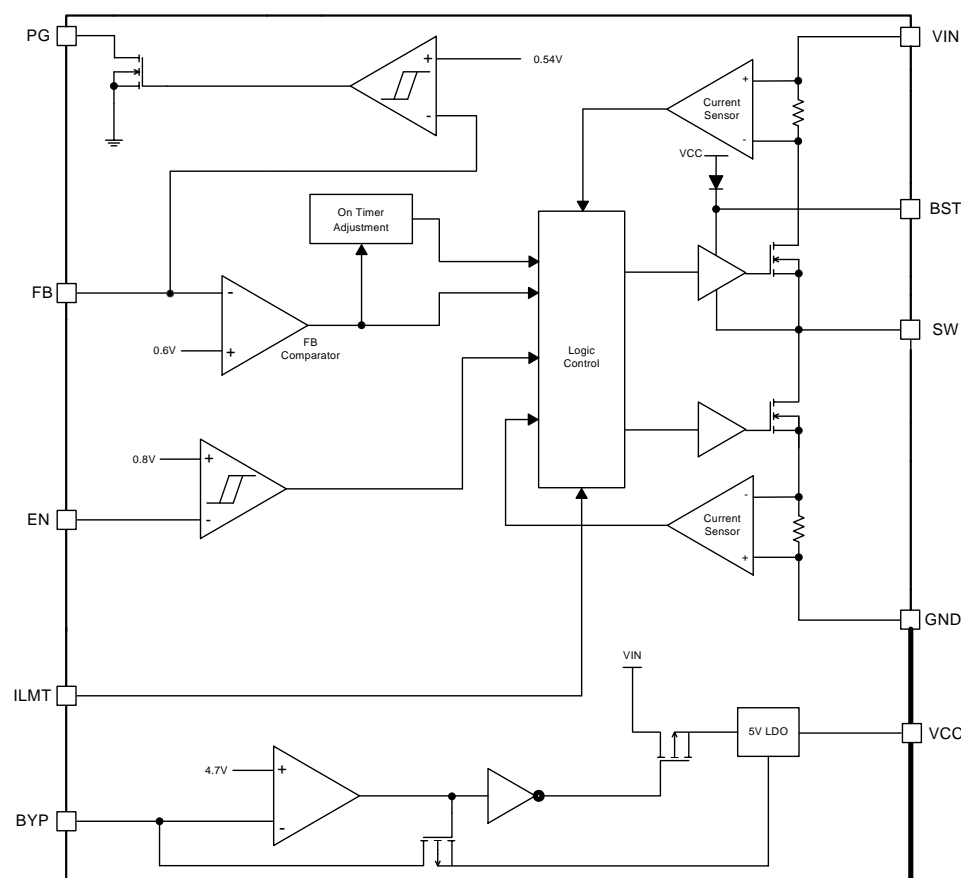 PG
VIN
+
0.54V
-
+
Current
Sensor
-
VCC
BST
On Timer
Adjustment
FB
-
0.6V
+
FB
Comparator
Logic
Control
SW
0.8V
+
EN
-
-
Current
Sensor
+
GND
VIN
ILMT
5V LDO
VCC
4.7V
+
BYP
-